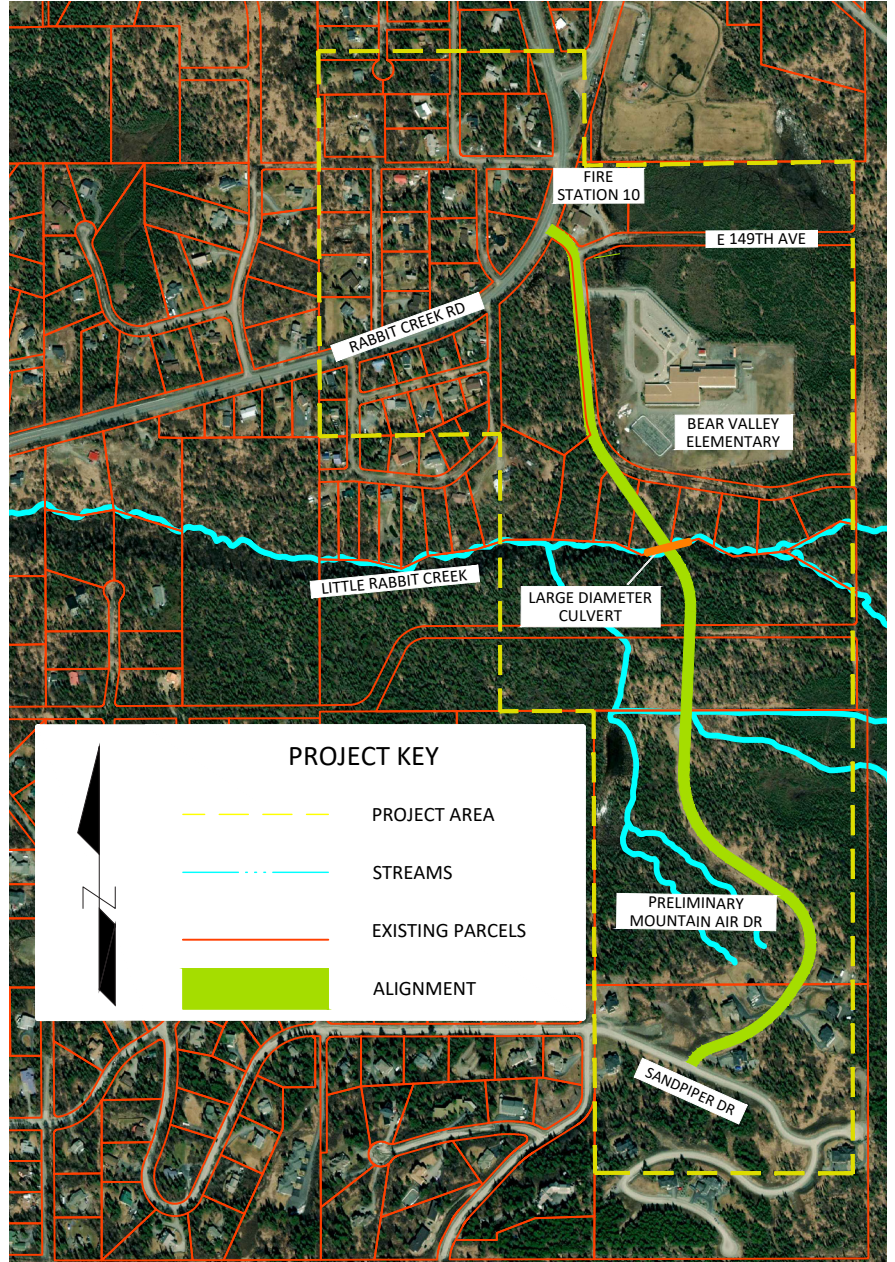 FIRE
STATION 10
E 149TH AVE
RABBIT CREEK RD
BEAR VALLEY
ELEMENTARY
LITTLE RABBIT CREEK
LARGE DIAMETER
CULVERT
PROJECT KEY
PROJECT AREA
STREAMS
EXISTING PARCELS
ALIGNMENT
N
PRELIMINARY
MOUNTAIN AIR DR
SANDPIPER DR